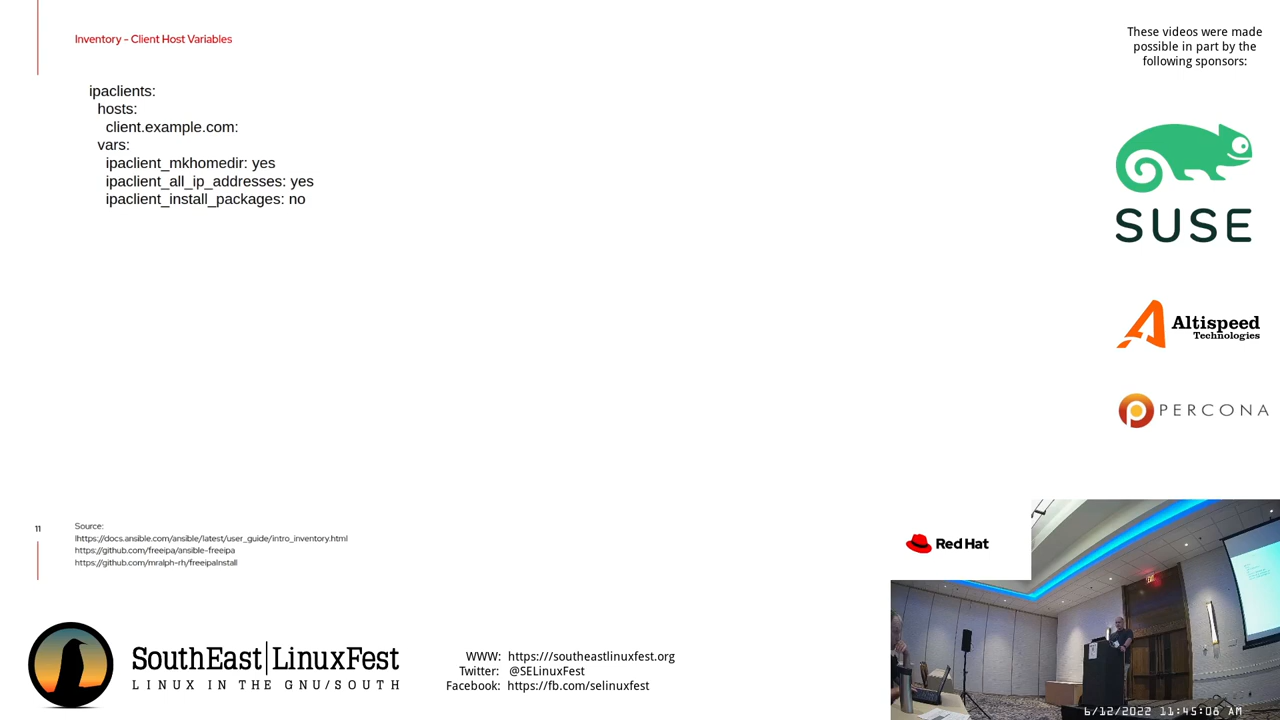 Inventory – Client Host Variables
ipaclients:
  hosts:
    client.example.com:
  vars:
    ipaclient_mkhomedir: yes
    ipaclient_all_ip_addresses: yes
    ipaclient_install_packages: no
These videos were made
possible in part by the
following sponsors:
SUSE
Altispeed
Technologies
PERCONA
11
Source:
lhttps://docs.ansible.com/ansible/latest/user_guide/intro_inventory.html
https://github.com/freeipa/ansible-freeipa
https://github.com/mralph-rh/freeipaInstall
Red Hat
SouthEast|LinuxFest
LINUX IN THE GNU/SOUTH
WWW: https:///southeastlinuxfest.org
Twitter: @SELinuxFest
Facebook: https://fb.com/selinuxfest
6/12/2022 11:45:06 AM